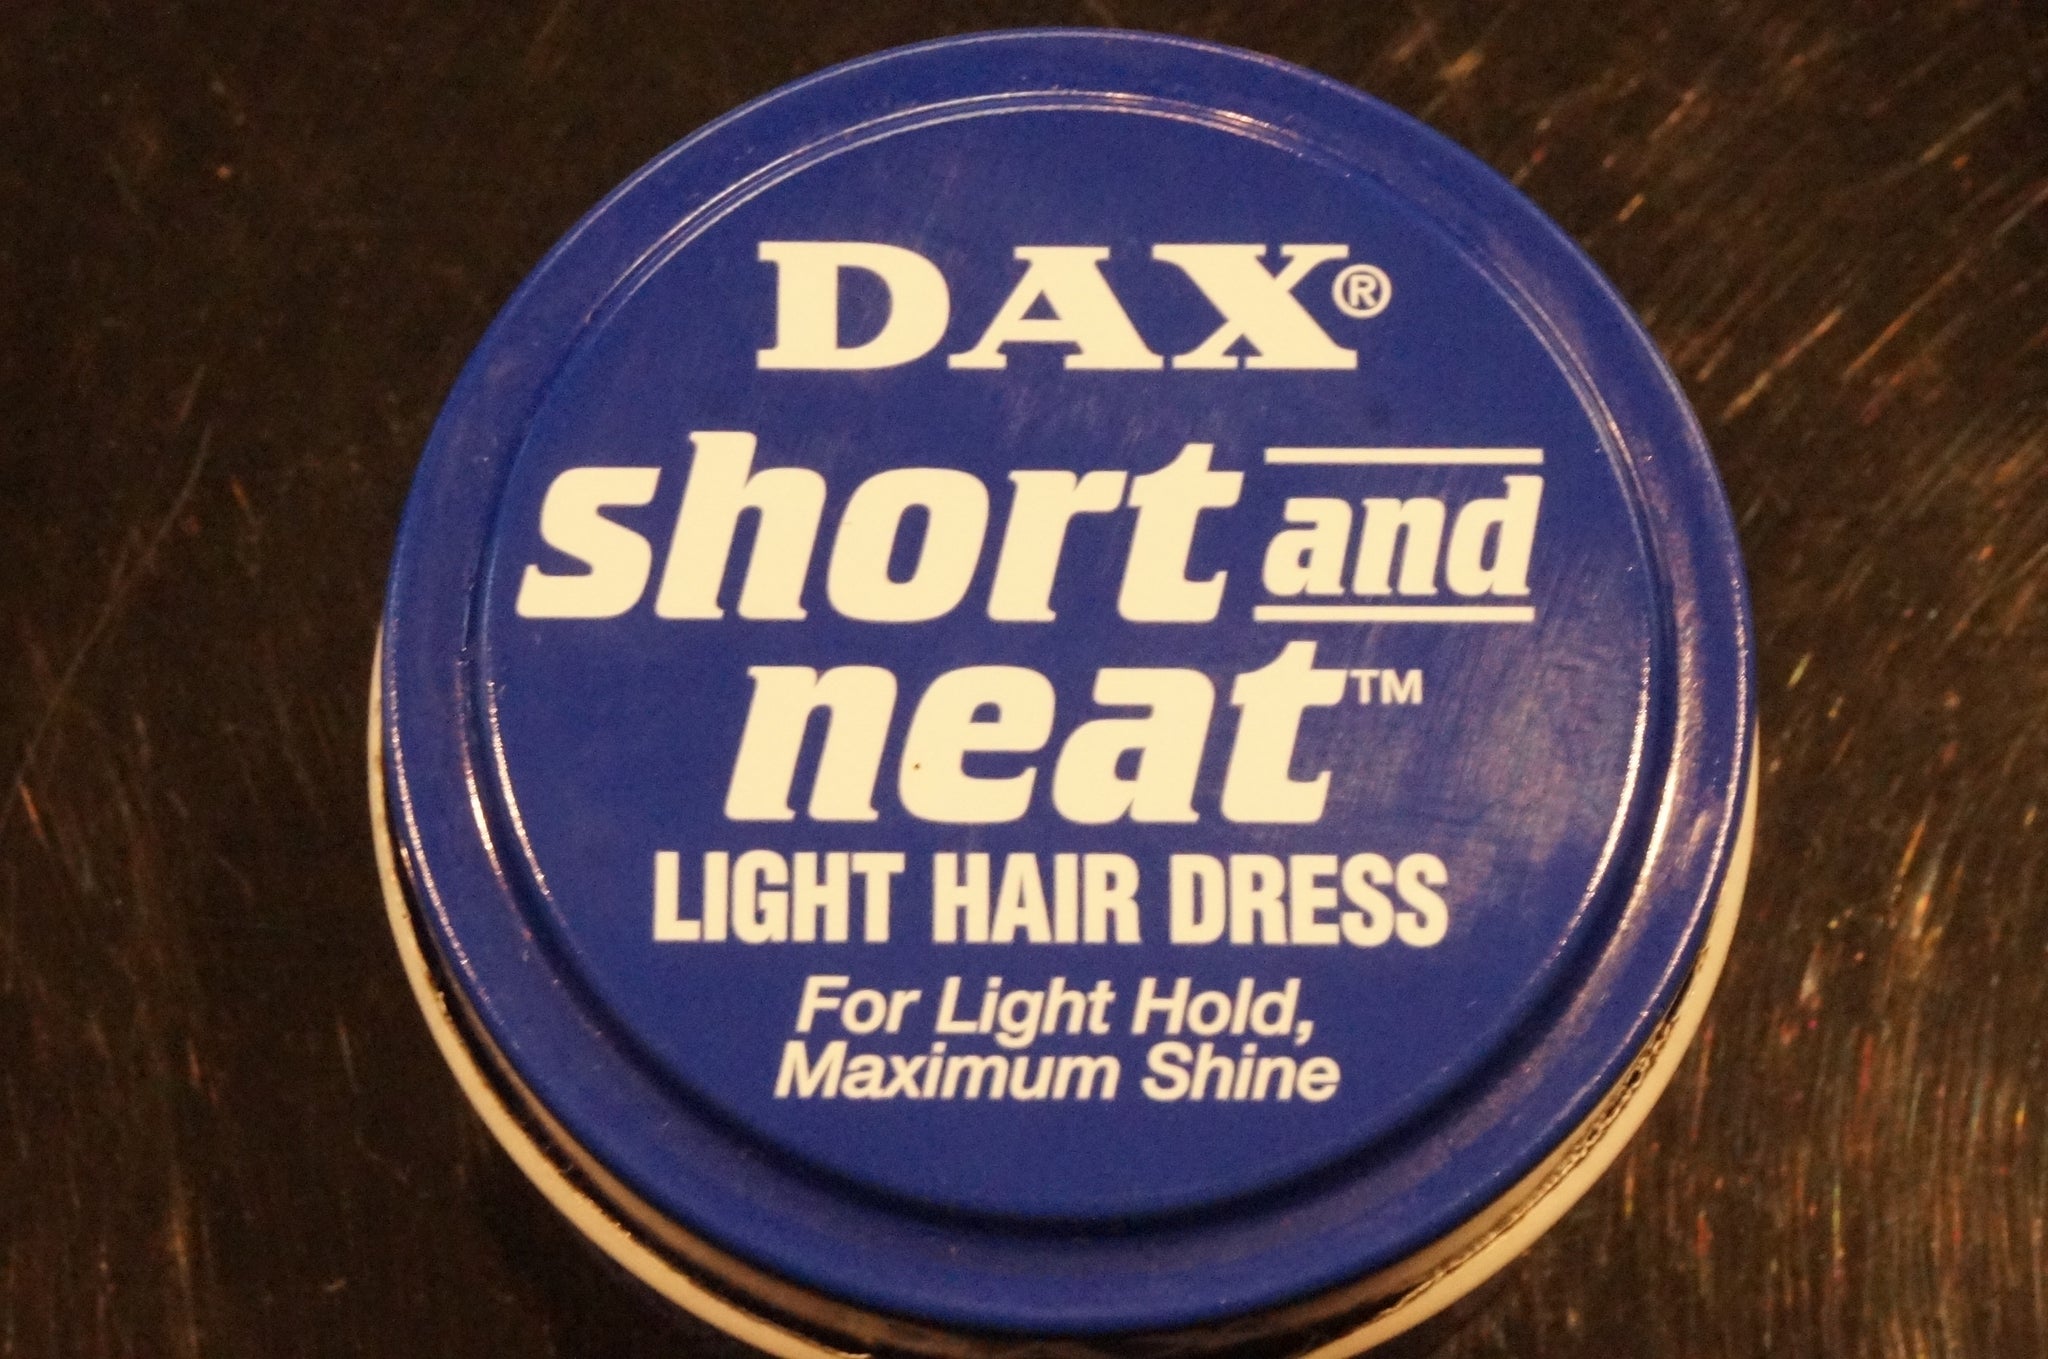 DAX®
short and
neat™
LIGHT HAIR DRESS
For Light Hold,
Maximum Shine